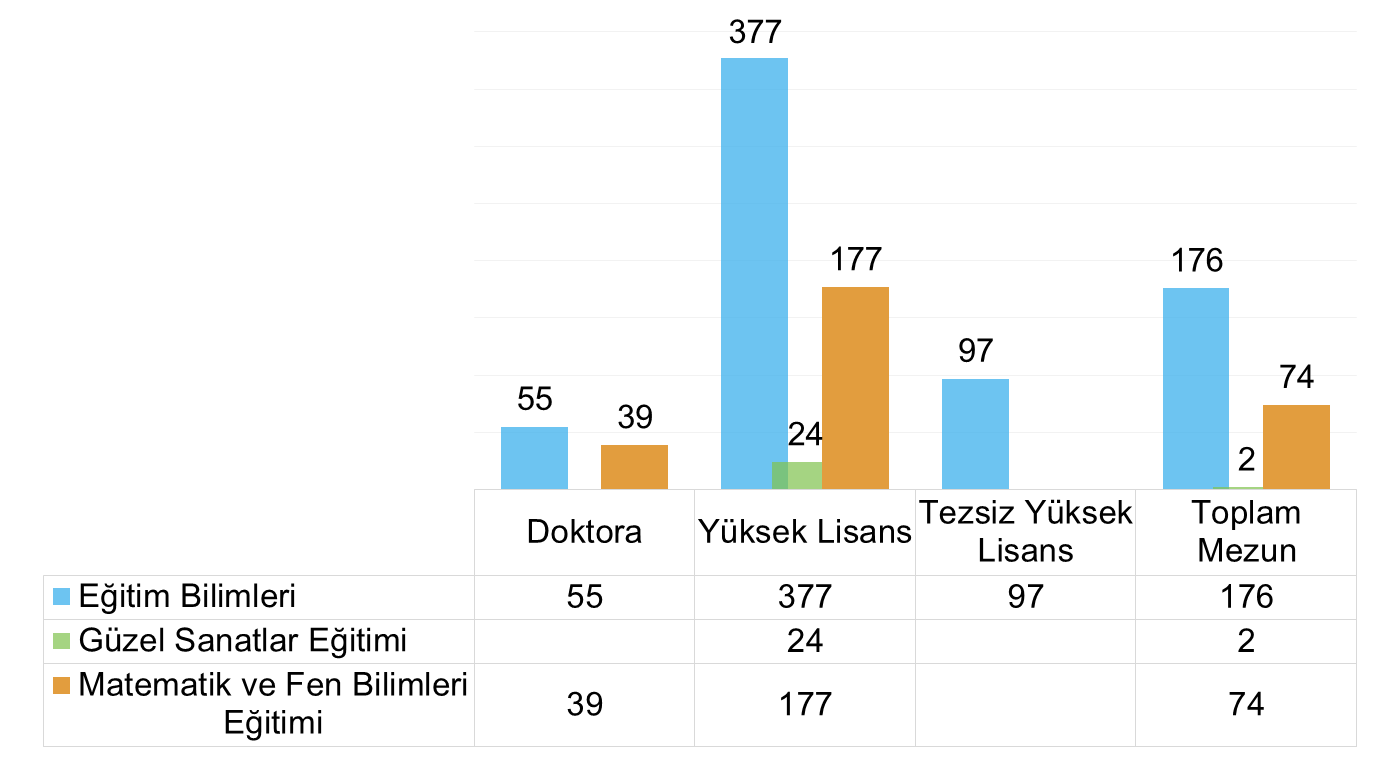 377
177
176
97
74
55
39
24
2
Doktora
Yüksek Lisans
Tezsiz Yüksek
Lisans
Toplam
Mezun
Eğitim Bilimleri 55 377 97 176
Güzel Sanatlar Eğitimi 24 2
Matematik ve Fen Bilimleri
Eğitimi
39 177 74